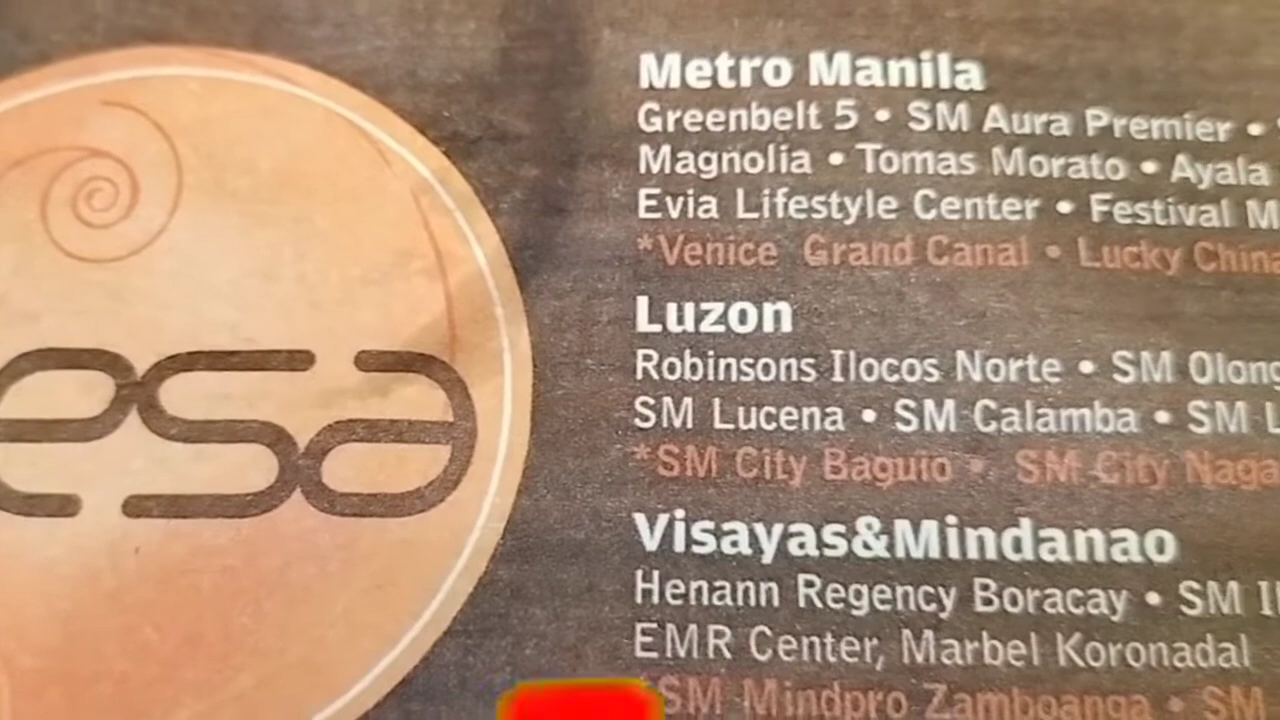 esa
Metro Manila
Greenbelt 5 • SM Aura Premier •
Magnolia • Tomas Morato • Ayala
Evia Lifestyle Center • Festival
*Venice Grand Canal • Lucky China
Luzon
Robinsons Ilocos Norte • SM
SM Lucena • SM Calamba • SM
*SM City Baguio • SM City Naga
Visayas&Mindanao
Henann Regency Boracay • SM
EMR Center, Marbel Koronadal
*SM Mindpro Zamboanga • SM